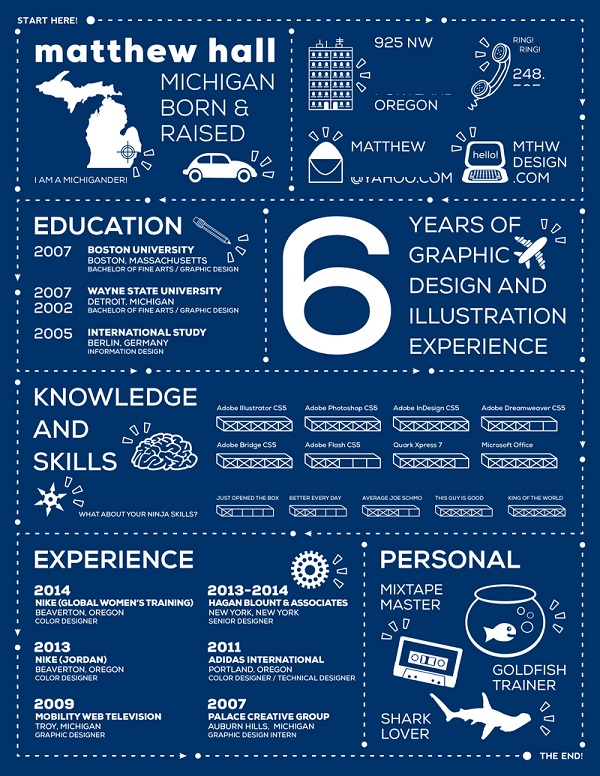 START HERE!
matthew hall
MICHIGAN
BORN &
RAISED
I AM A MICHIGANDER!
925 NW
OREGON
RING!
RING!
248.
MATTHEW
@YAHOO.COM
hello!
MTHW
DESIGN
.COM
EDUCATION
2007
BOSTON UNIVERSITY
BOSTON, MASSACHUSETTS
BACHELOR OF FINE ARTS / GRAPHIC DESIGN
2007
2002
WAYNE STATE UNIVERSITY
DETROIT, MICHIGAN
BACHELOR OF FINE ARTS / GRAPHIC DESIGN
2005
INTERNATIONAL STUDY
BERLIN, GERMANY
INFORMATION DESIGN
6
YEARS OF
GRAPHIC
DESIGN AND
ILLUSTRATION
EXPERIENCE
KNOWLEDGE
AND
SKILLS
WHAT ABOUT YOUR NINJA SKILLS?
Adobe Illustrator CS5
Adobe Photoshop CS5
Adobe InDesign CS5
Adobe Dreamweaver CS5
Adobe Bridge CS5
Adobe Flash CS5
Quark Xpress 7
Microsoft Office
JUST OPENED THE BOX
BETTER EVERY DAY
AVERAGE JOE SCHMO
THIS GUY IS GOOD
KING OF THE WORLD
EXPERIENCE
2014
NIKE (GLOBAL WOMEN'S TRAINING)
BEAVERTON, OREGON
COLOR DESIGNER
2013-2014
HAGAN BLOUNT & ASSOCIATES
NEW YORK, NEW YORK
SENIOR DESIGNER
2013
NIKE (JORDAN)
BEAVERTON, OREGON
COLOR DESIGNER
2011
ADIDAS INTERNATIONAL
PORTLAND, OREGON
COLOR DESIGNER / TECHNICAL DESIGNER
2009
MOBILITY WEB TELEVISION
TROY, MICHIGAN
GRAPHIC DESIGNER
2007
PALACE CREATIVE GROUP
AUBURN HILLS, MICHIGAN
GRAPHIC DESIGN INTERN
PERSONAL
MIXTAPE
MASTER
GOLDFISH
TRAINER
SHARK
LOVER
THE END!